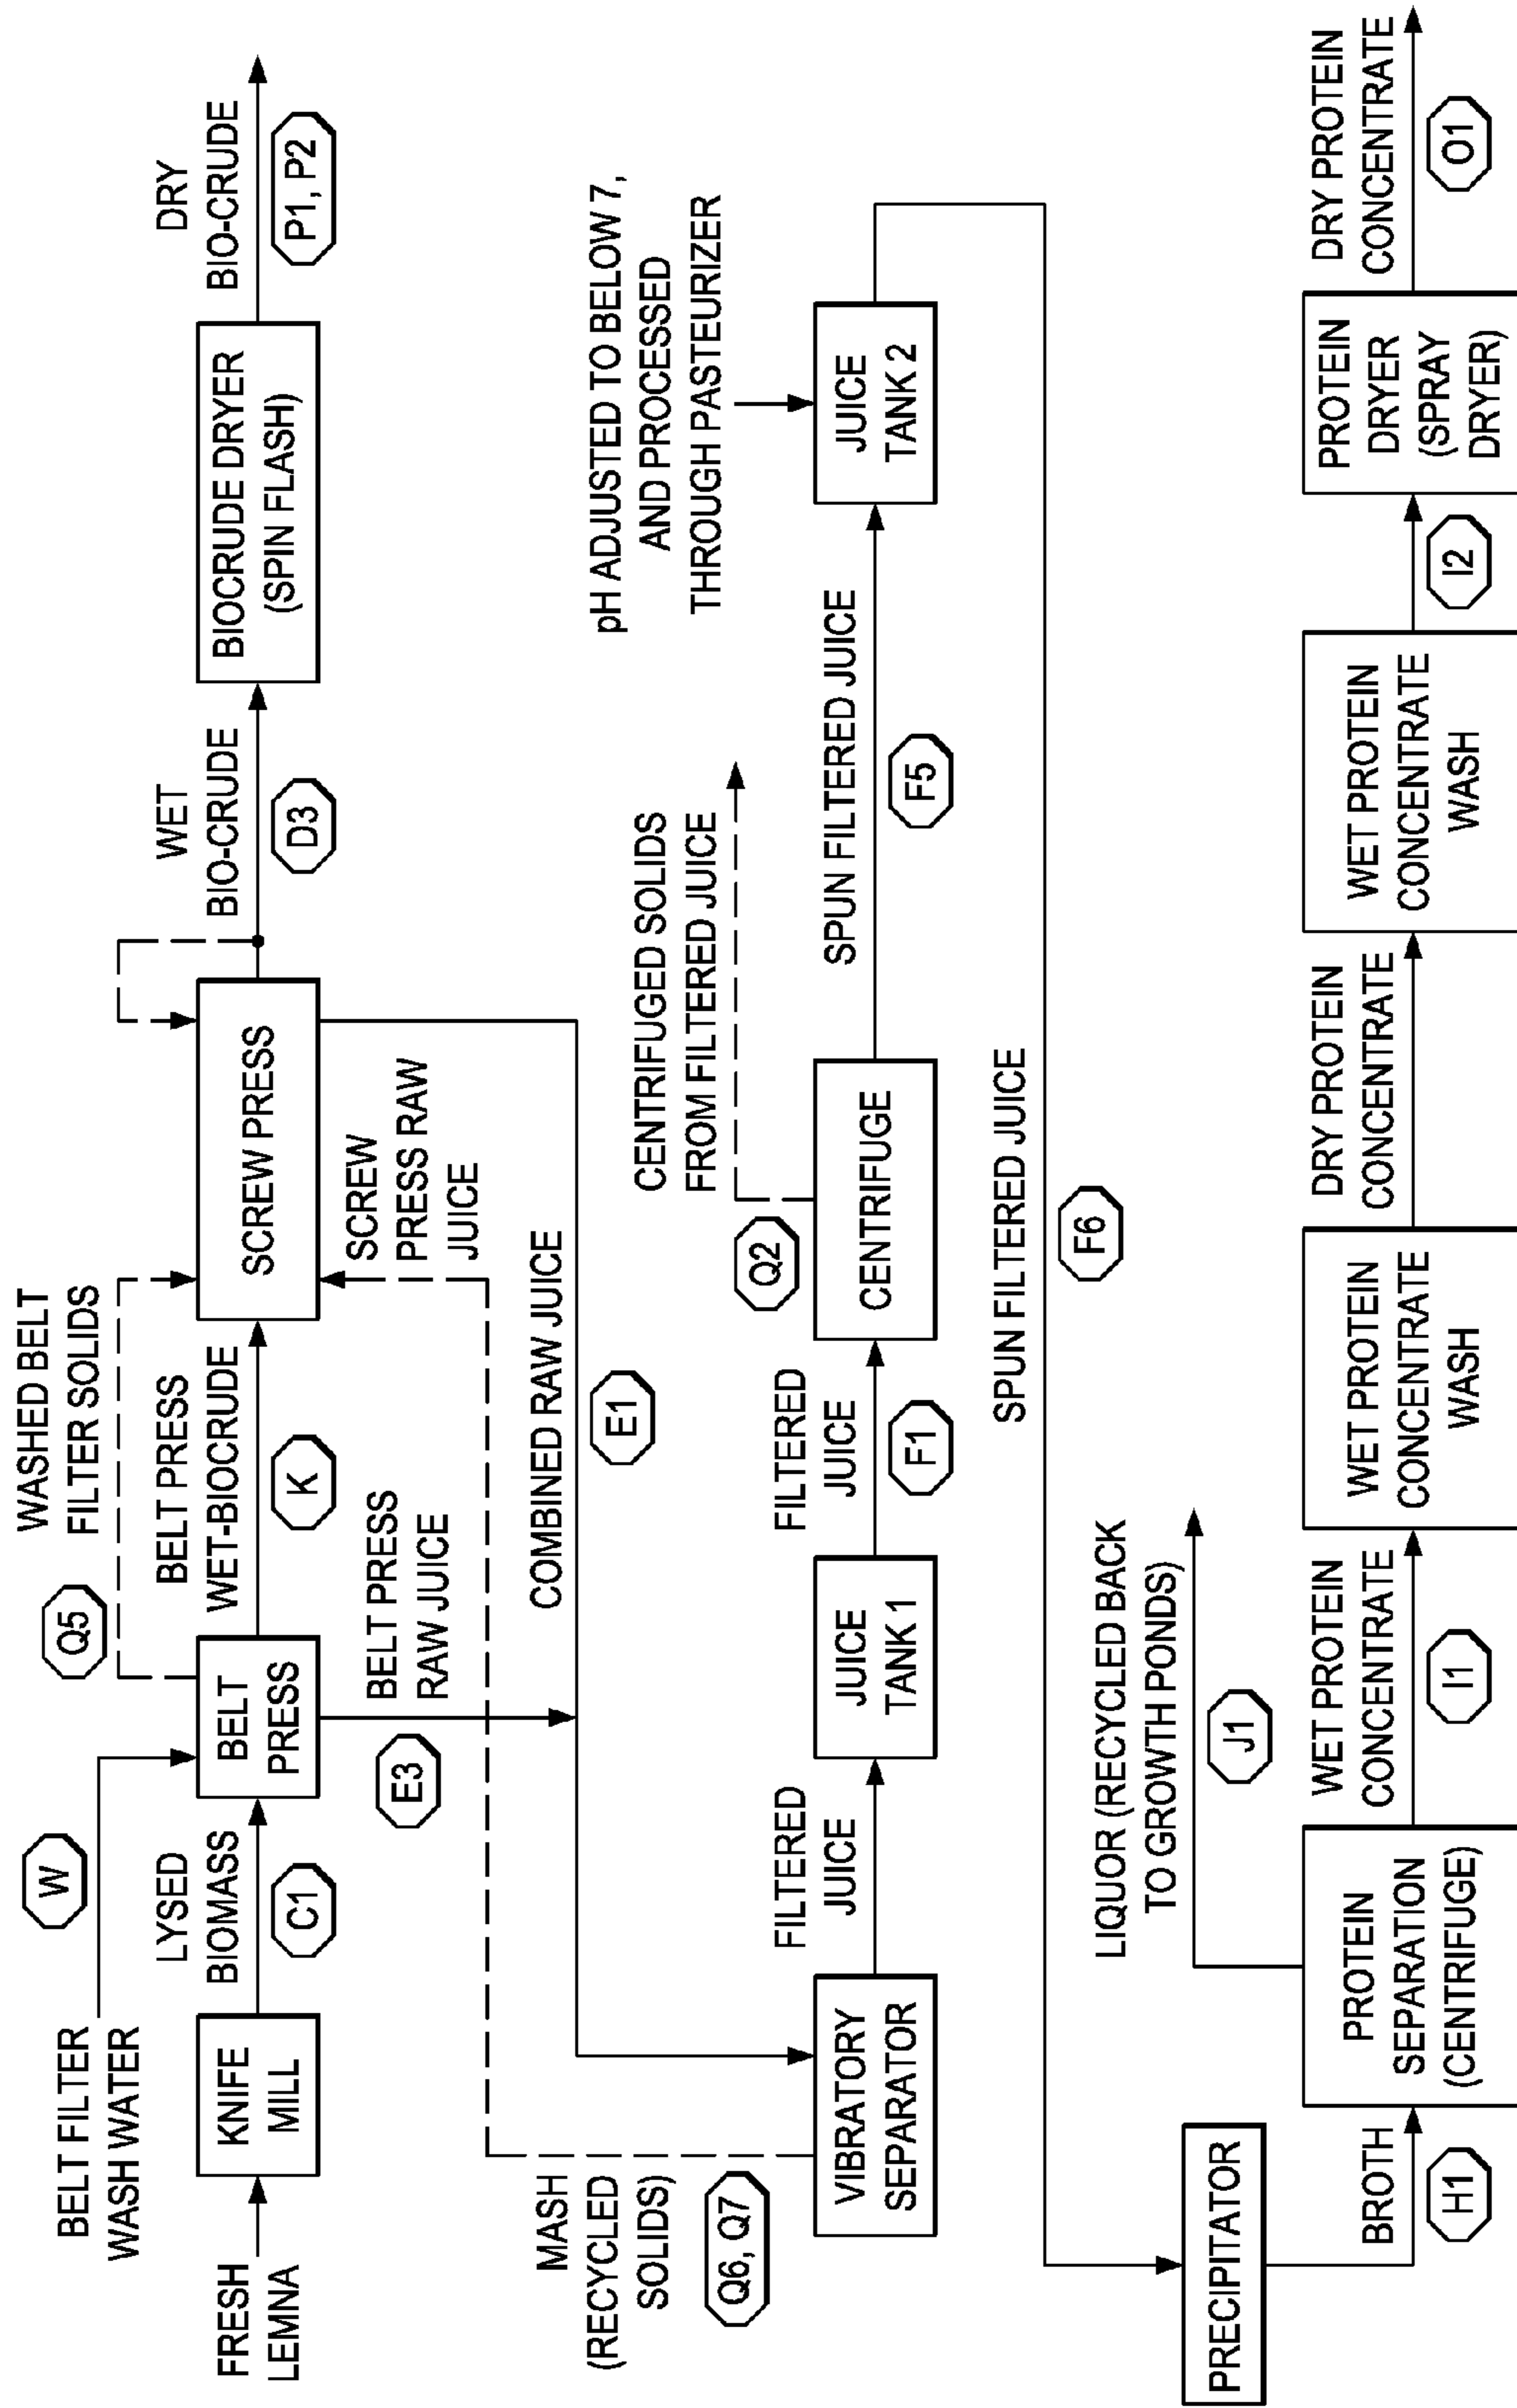 FRESH
LEMNA
KNIFE
MILL
BELT FILTER
WASH WATER
W
LYSED
BIOMASS
C1
BELT
PRESS
Q5
WASHED BELT
FILTER SOLIDS
BELT PRESS
WET-BIOCRUDE
K
E3
BELT PRESS
RAW JUICE
SCREW PRESS
SCREW
PRESS RAW
JUICE
WET
BIO-CRUDE
D3
BIOCRUDE DRYER
(SPIN FLASH)
DRY
BIO-CRUDE
P1, P2
COMBINED RAW JUICE
E1
MASH
(RECYCLED
SOLIDS)
Q6, Q7
VIBRATORY
SEPARATOR
FILTERED
JUICE
JUICE
TANK 1
FILTERED
JUICE
F1
CENTRIFUGE
Q2
CENTRIFUGED SOLIDS
FROM FILTERED JUICE
SPUN FILTERED JUICE
F5
JUICE
TANK 2
pH ADJUSTED TO BELOW 7,
AND PROCESSED
THROUGH PASTEURIZER
SPUN FILTERED JUICE
F6
PRECIPITATOR
BROTH
H1
PROTEIN
SEPARATION
(CENTRIFUGE)
LIQUOR (RECYCLED BACK
TO GROWTH PONDS)
J1
WET PROTEIN
CONCENTRATE
I1
WET PROTEIN
CONCENTRATE
WASH
DRY PROTEIN
CONCENTRATE
WET PROTEIN
CONCENTRATE
WASH
I2
PROTEIN
DRYER
(SPRAY
DRYER)
DRY PROTEIN
CONCENTRATE
O1